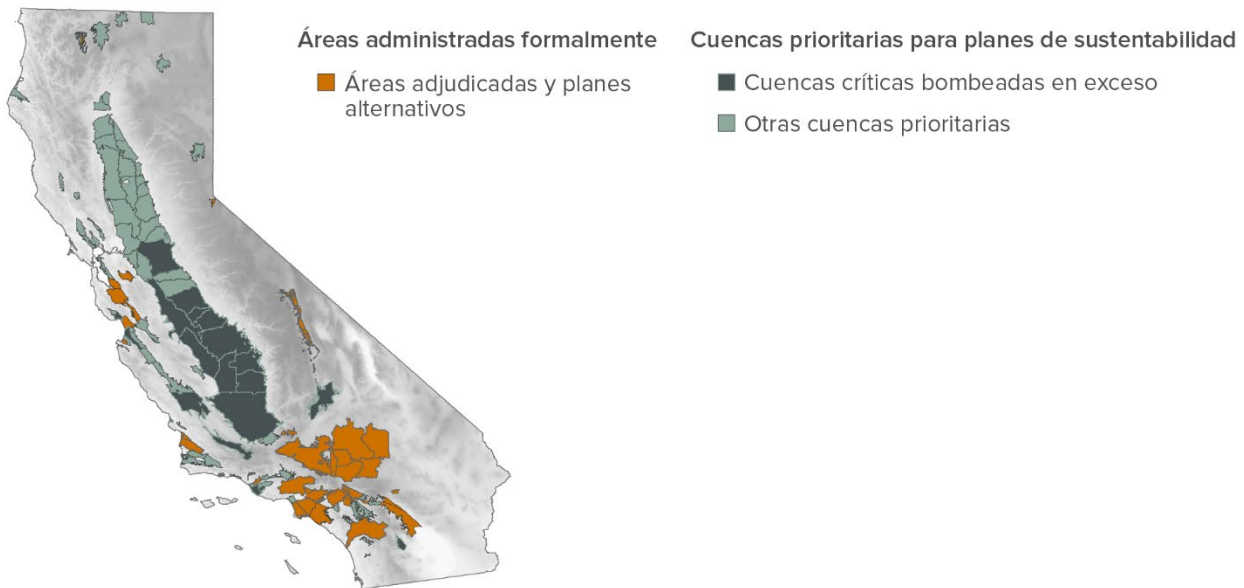 Áreas administradas formalmente
Áreas adjudicadas y planes
alternativos
Cuencas prioritarias para planes de sustentabilidad
Cuencas críticas bombeadas en exceso
Otras cuencas prioritarias